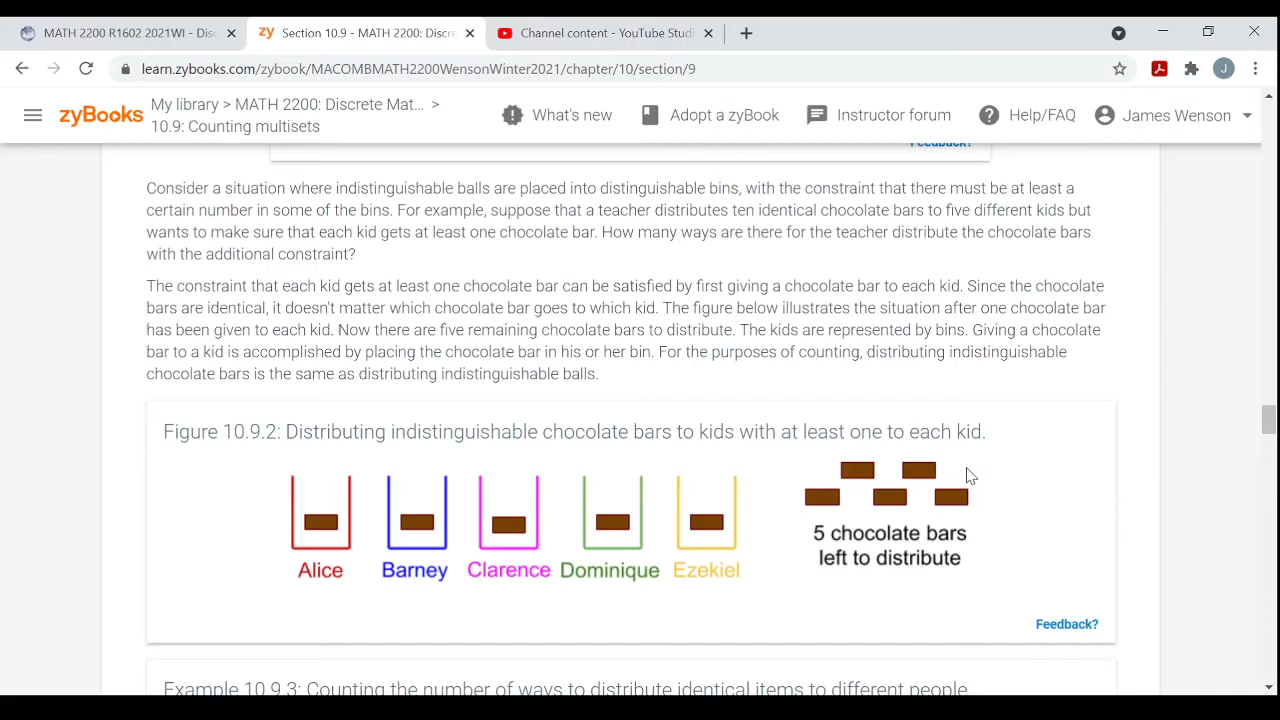 MATH 2200 R1602 2021WI - Disc
Section 10.9 - MATH 2200: Discre
Channel content - YouTube Studi
learn.zybooks.com/zybook/MACOMBMATH2200WensonWinter2021/chapter/10/section/9
J
zyBooks
My library > MATH 2200: Discrete Mat... >
10.9: Counting multisets
What's new
Adopt a zyBook
Instructor forum
Help/FAQ
James Wenson
Feedback?
Consider a situation where indistinguishable balls are placed into distinguishable bins, with the constraint that there must be at least a
certain number in some of the bins. For example, suppose that a teacher distributes ten identical chocolate bars to five different kids but
wants to make sure that each kid gets at least one chocolate bar. How many ways are there for the teacher distribute the chocolate bars
with the additional constraint?
The constraint that each kid gets at least one chocolate bar can be satisfied by first giving a chocolate bar to each kid. Since the chocolate
bars are identical, it doesn't matter which chocolate bar goes to which kid. The figure below illustrates the situation after one chocolate bar
has been given to each kid. Now there are five remaining chocolate bars to distribute. The kids are represented by bins. Giving a chocolate
bar to a kid is accomplished by placing the chocolate bar in his or her bin. For the purposes of counting, distributing indistinguishable
chocolate bars is the same as distributing indistinguishable balls.
Figure 10.9.2: Distributing indistinguishable chocolate bars to kids with at least one to each kid.
5 chocolate bars
left to distribute
Alice Barney Clarence Dominique Ezekiel
Feedback?
Example 10.9.3: Counting the number of ways to distribute identical items to different people